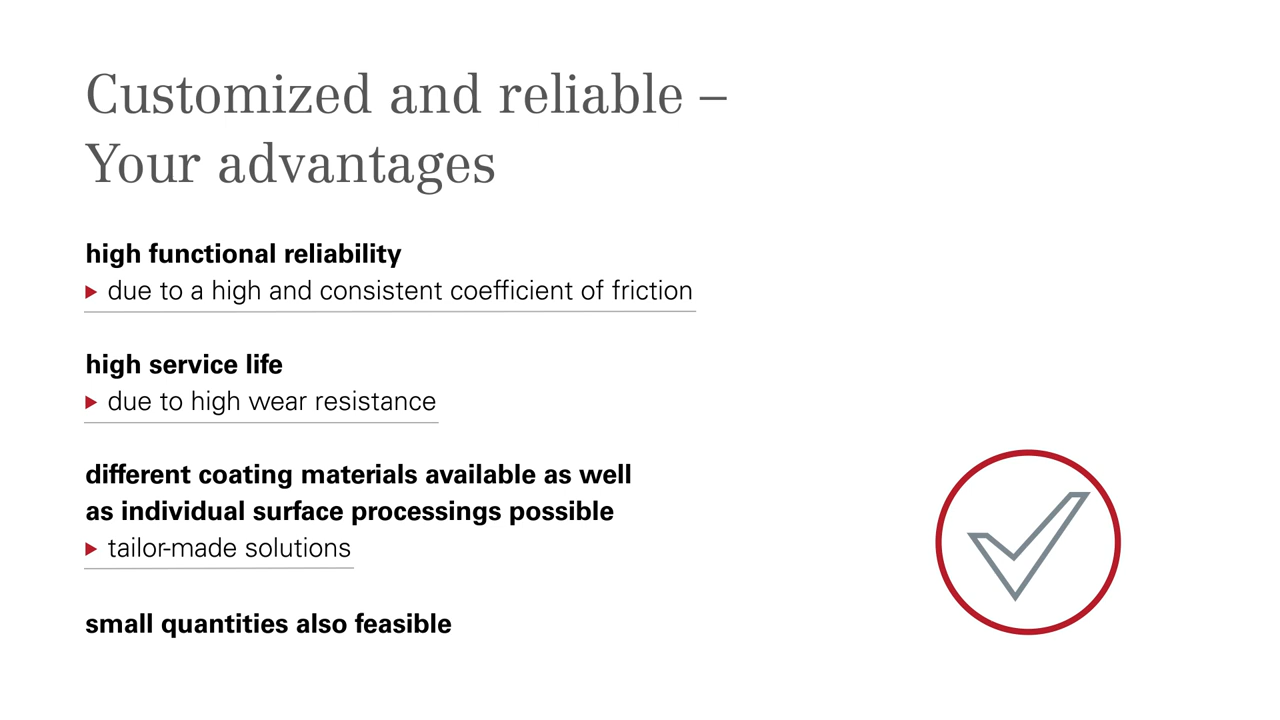 Customized and reliable –
Your advantages
high functional reliability
▶ due to a high and consistent coefficient of friction
high service life
▶ due to high wear resistance
different coating materials available as well
as individual surface processings possible
▶ tailor-made solutions
small quantities also feasible